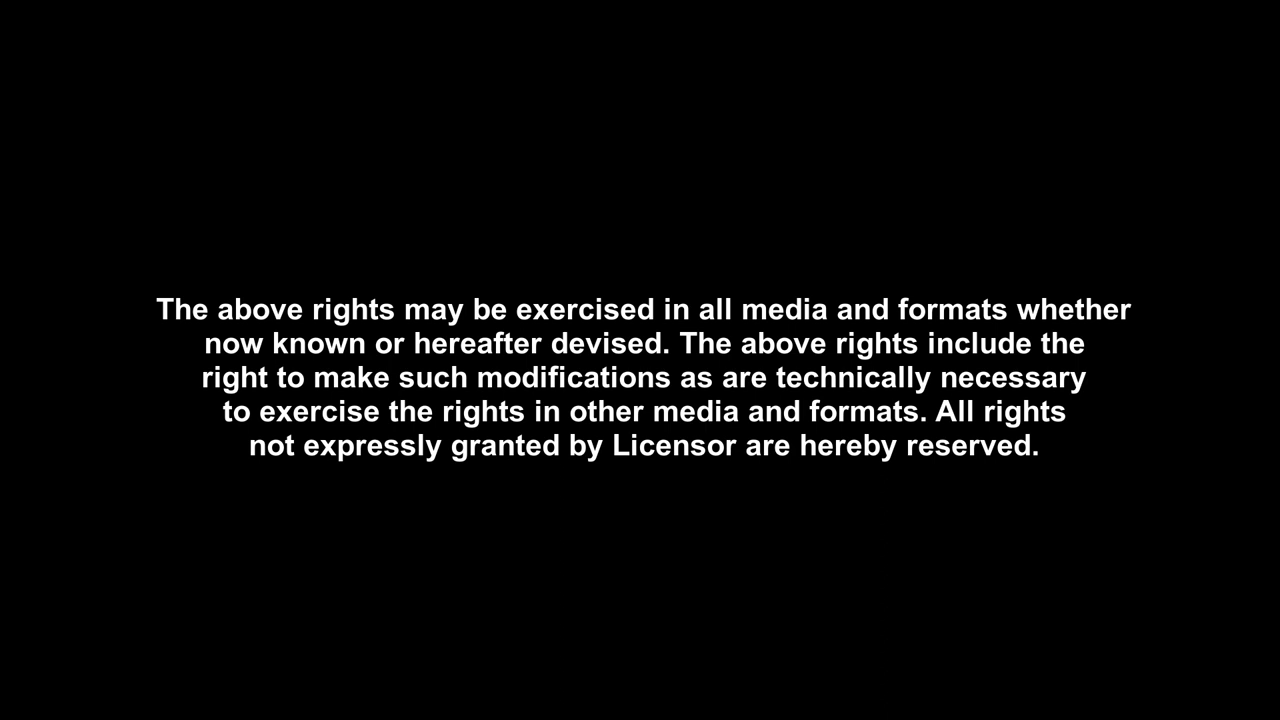 The above rights may be exercised in all media and formats whether
now known or hereafter devised. The above rights include the
right to make such modifications as are technically necessary
to exercise the rights in other media and formats. All rights
not expressly granted by Licensor are hereby reserved.